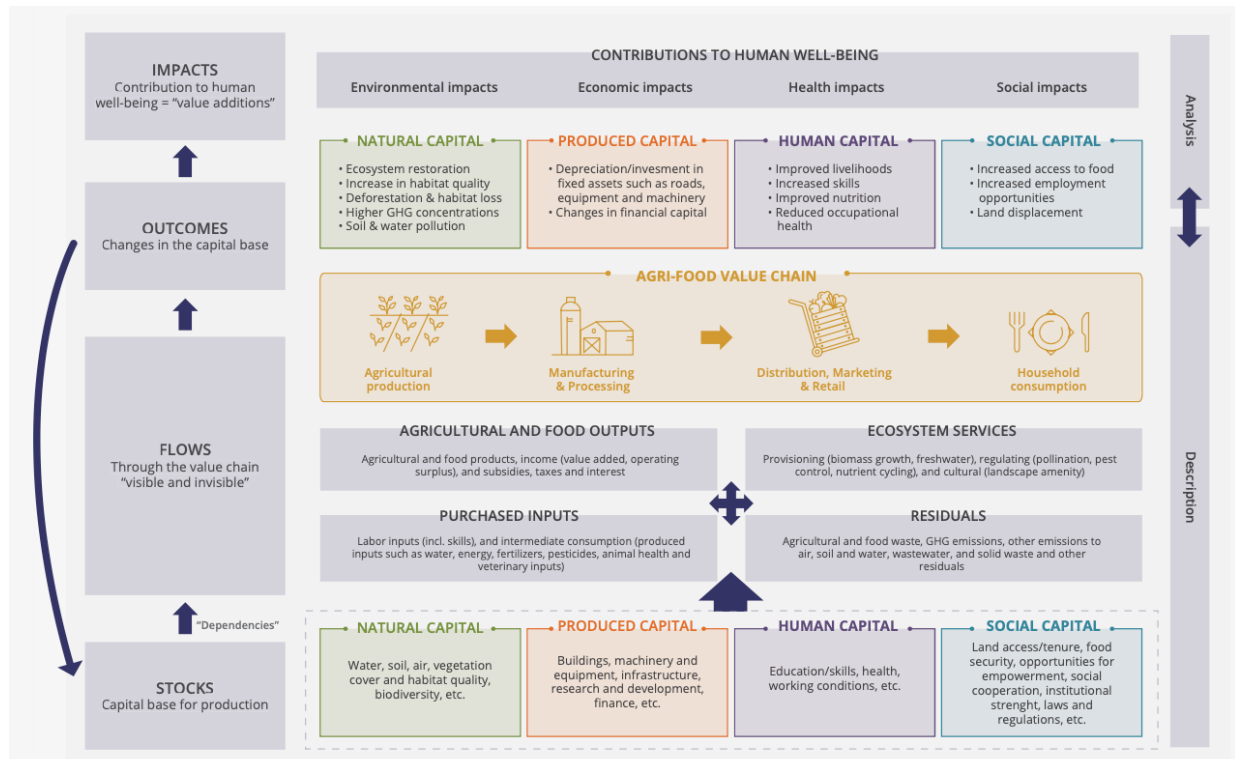 IMPACTS
Contribution to human
well-being = “value additions”
OUTCOMES
Changes in the capital base
FLOWS
Through the value chain
“visible and invisible”
“Dependencies”
STOCKS
Capital base for production
CONTRIBUTIONS TO HUMAN WELL-BEING
Environmental impacts
Economic impacts
Health impacts
Social impacts
NATURAL CAPITAL
• Ecosystem restoration
• Increase in habitat quality
• Deforestation & habitat loss
• Higher GHG concentrations
• Soil & water pollution
PRODUCED CAPITAL
• Depreciation/invesment in
fixed assets such as roads,
equipment and machinery
• Changes in financial capital
HUMAN CAPITAL
• Improved livelihoods
• Increased skills
• Improved nutrition
• Reduced occupational
health
SOCIAL CAPITAL
• Increased access to food
• Increased employment
opportunities
• Land displacement
AGRI-FOOD VALUE CHAIN
Agricultural
production
Manufacturing
& Processing
Distribution, Marketing
& Retail
Household
consumption
AGRICULTURAL AND FOOD OUTPUTS
Agricultural and food products, income (value added, operating
surplus), and subsidies, taxes and interest
ECOSYSTEM SERVICES
Provisioning (biomass growth, freshwater), regulating (pollination, pest
control, nutrient cycling), and cultural (landscape amenity)
PURCHASED INPUTS
Labor inputs (incl. skills), and intermediate consumption (produced
inputs such as water, energy, fertilizers, pesticides, animal health and
veterinary inputs)
RESIDUALS
Agricultural and food waste, GHG emissions, other emissions to
air, soil and water, wastewater, and solid waste and other
residuals
NATURAL CAPITAL
Water, soil, air, vegetation
cover and habitat quality,
biodiversity, etc.
PRODUCED CAPITAL
Buildings, machinery and
equipment, infrastructure,
research and development,
finance, etc.
HUMAN CAPITAL
Education/skills, health,
working conditions, etc.
SOCIAL CAPITAL
Land access/tenure, food
security, opportunities for
empowerment, social
cooperation, institutional
strenght, laws and
regulations, etc.
Analysis
Description